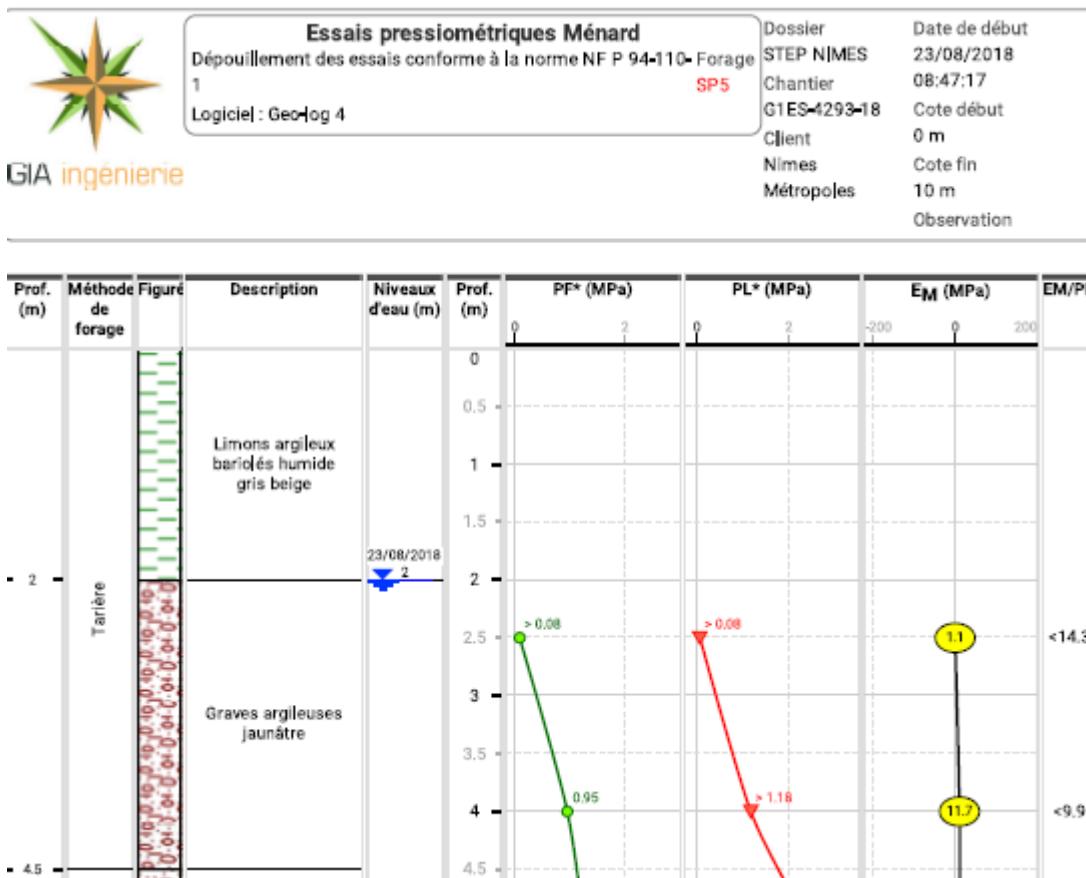 Essais pressiométriques Ménard
Dépouillement des essais conforme à la norme NF P 94-110-
1
Logiciel : Geo-log 4
Forage
SP5
GIA ingénierie
Dossier
STEP NIMES
Chantier
G1ES-4293-18
Client
Nimes
Métropoles
Date de début
23/08/2018
08:47:17
Cote début
0 m
Cote fin
10 m
Observation
Prof.
(m)
Méthode
de
forage
Figuré
Description
Niveaux
d'eau (m)
Prof.
(m)
PF* (MPa)
0 2
PL* (MPa)
0 2
EM (MPa)
-200 0 200
EM/P
0
0.5
1
1.5
2
2.5
3
3.5
4
4.5
2
4.5
Tarière
Limons argileux
bariolés humide
gris beige
23/08/2018
2
Graves argileuses
jaunâtre
> 0.08
0.95
> 0.08
> 1.18
1.1
11.7
<14.3
<9.9